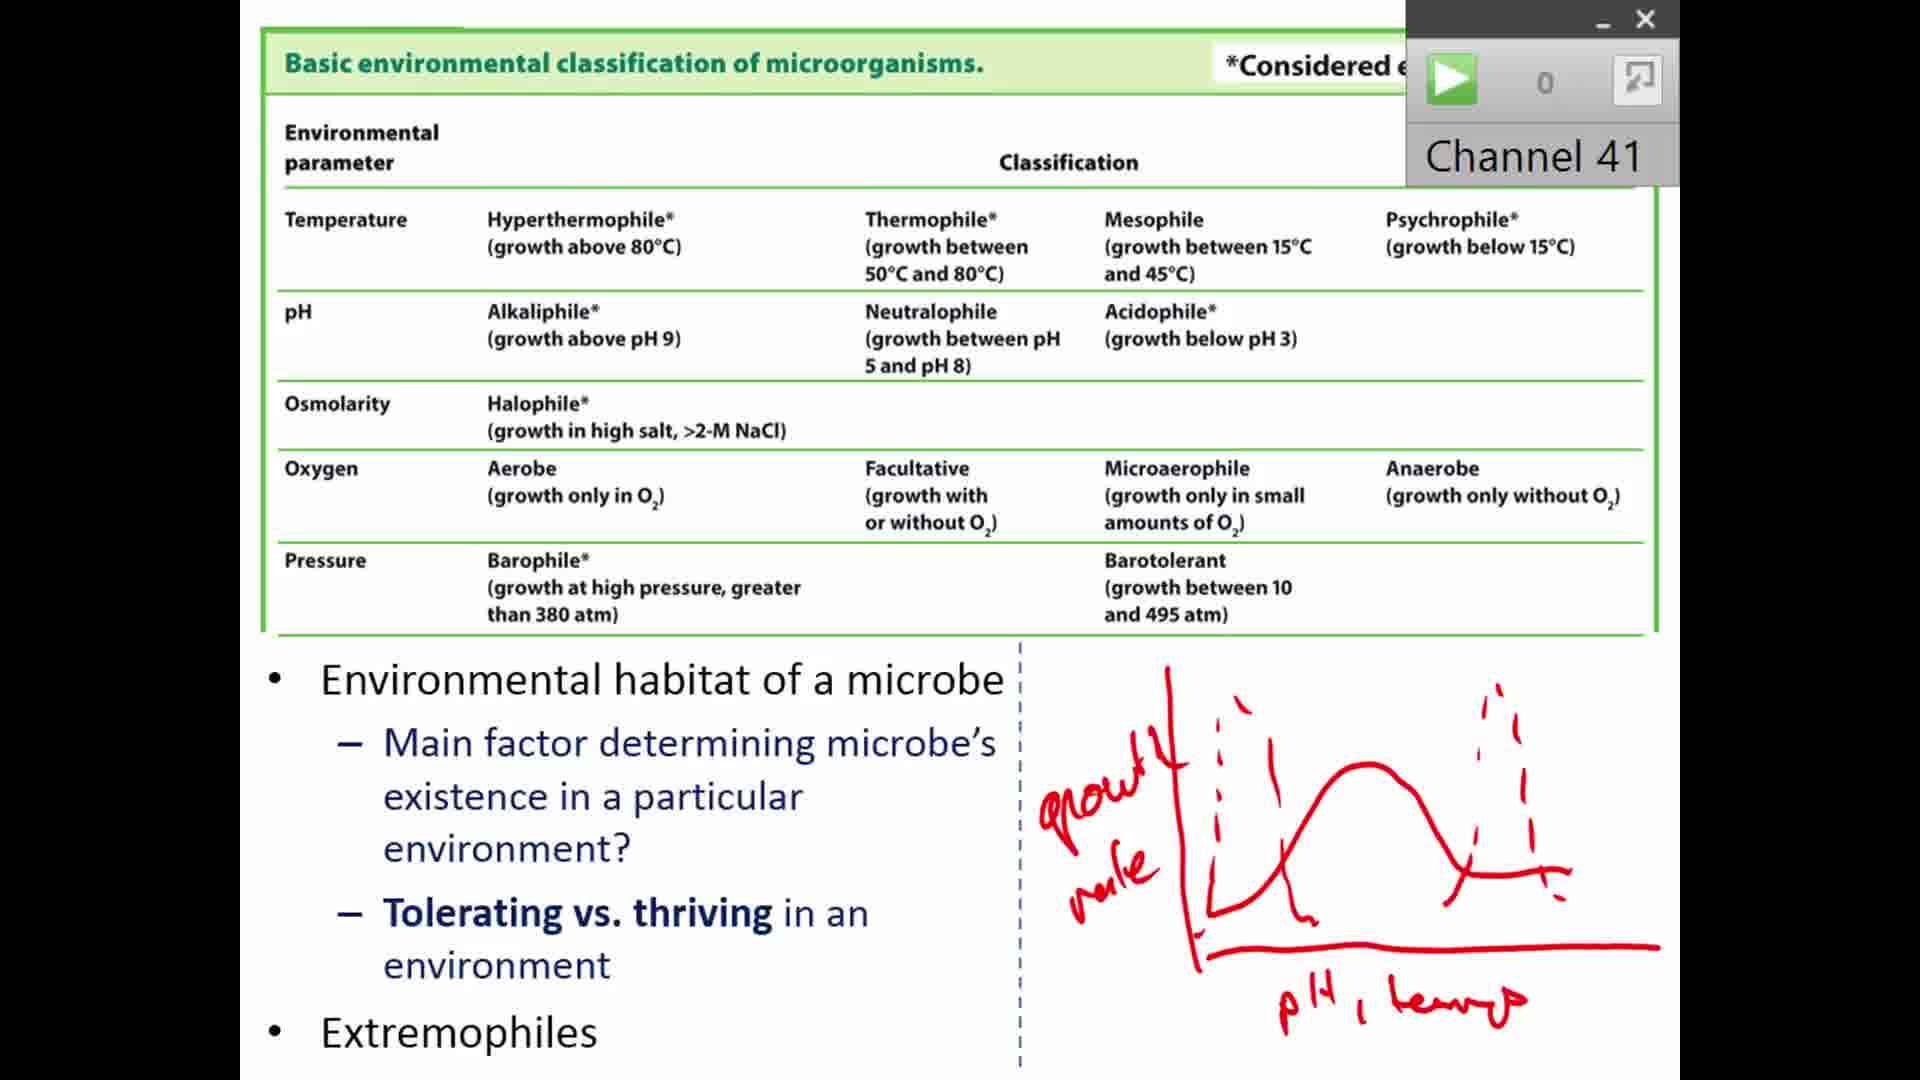 Basic environmental classification of microorganisms.
*Considered e
0
Channel 41
Environmental
parameter
Classification
Temperature
Hyperthermophile*
(growth above 80°C)
Thermophile*
(growth between
50°C and 80°C)
Mesophile
(growth between 15°C
and 45°C)
Psychrophile*
(growth below 15°C)
pH
Alkaliphile*
(growth above pH 9)
Neutralophile
(growth between pH
5 and pH 8)
Acidophile*
(growth below pH 3)
Osmolarity
Halophile*
(growth in high salt, >2-M NaCl)
Oxygen
Aerobe
(growth only in O₂)
Facultative
(growth with
or without O₂)
Microaerophile
(growth only in small
amounts of O₂)
Anaerobe
(growth only without O₂)
Pressure
Barophile*
(growth at high pressure, greater
than 380 atm)
Barotolerant
(growth between 10
and 495 atm)
• Environmental habitat of a microbe
– Main factor determining microbe’s
existence in a particular
environment?
– Tolerating vs. thriving in an
environment
• Extremophiles
growth
rate
pH, temp